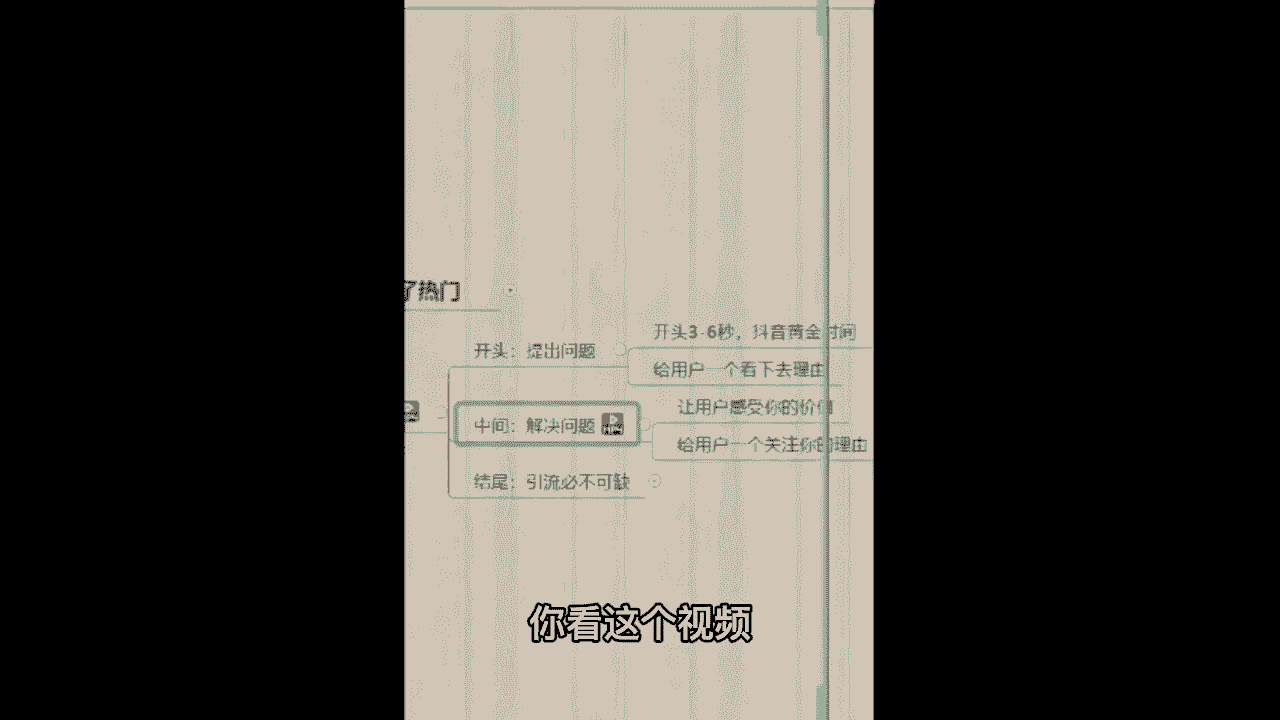 了热门
开头：提出问题
开头3-6秒，抖音黄金时间
给用户一个看下去理由
中间：解决问题
让用户感受你的价值
给用户一个关注你的理由
结尾：引流必不可缺
你看这个视频